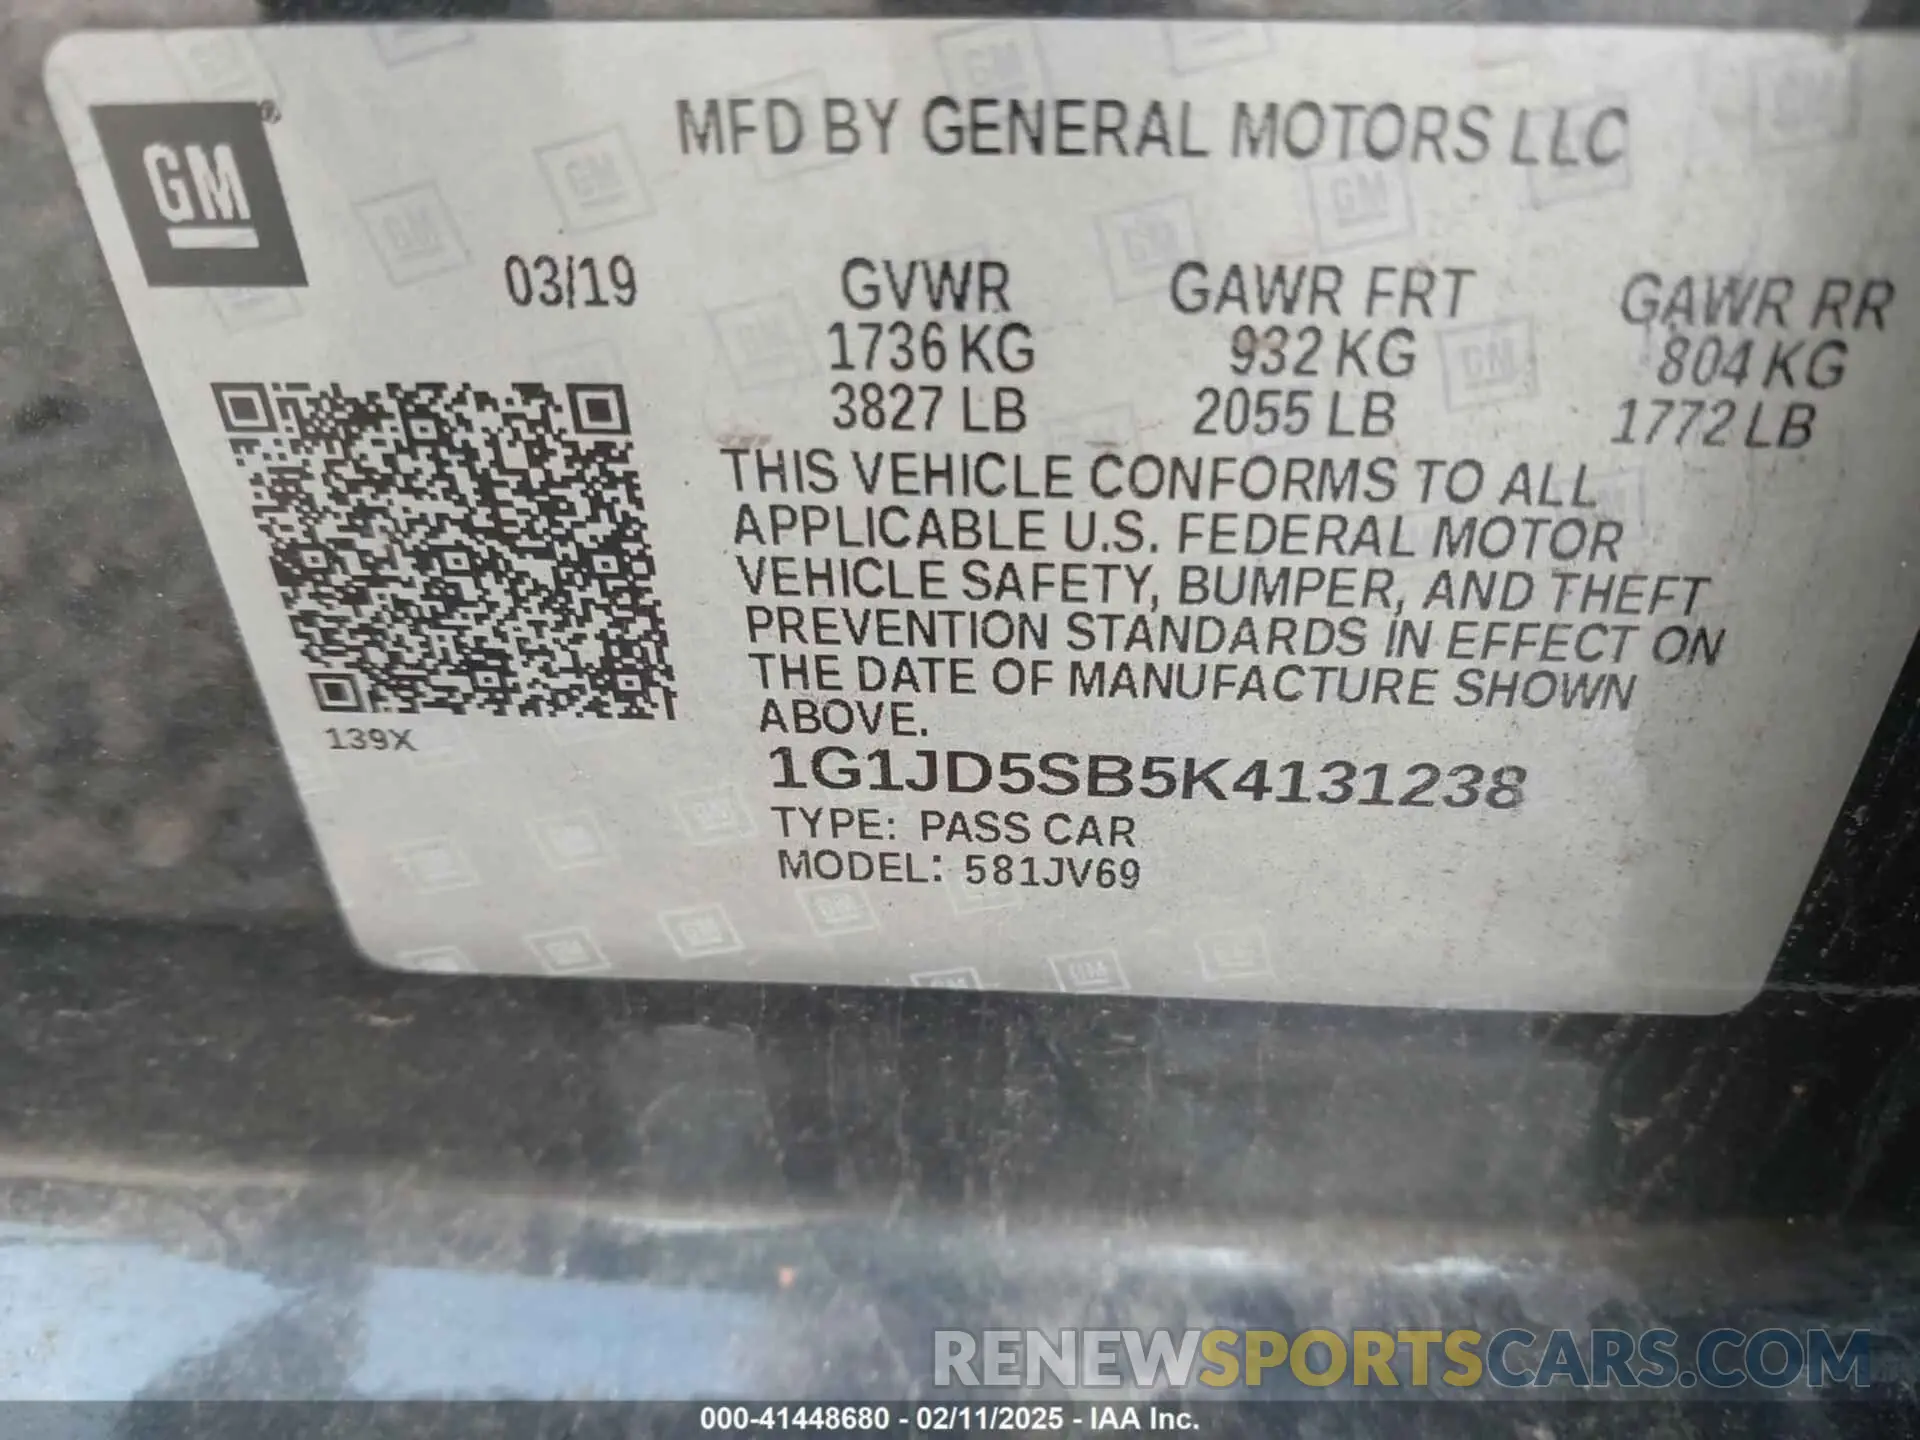 GM®
MFD BY GENERAL MOTORS LLC
03/19
GVWR
1736 KG
3827 LB
GAWR FRT
932 KG
2055 LB
GAWR RR
804 KG
1772 LB
THIS VEHICLE CONFORMS TO ALL
APPLICABLE U.S. FEDERAL MOTOR
VEHICLE SAFETY, BUMPER, AND THEFT
PREVENTION STANDARDS IN EFFECT ON
THE DATE OF MANUFACTURE SHOWN
ABOVE.
139X
1G1JD5SB5K4131238
TYPE: PASS CAR
MODEL: 581JV69
RENEWSPORTSCARS.COM
000-41448680 - 02/11/2025 - IAA Inc.